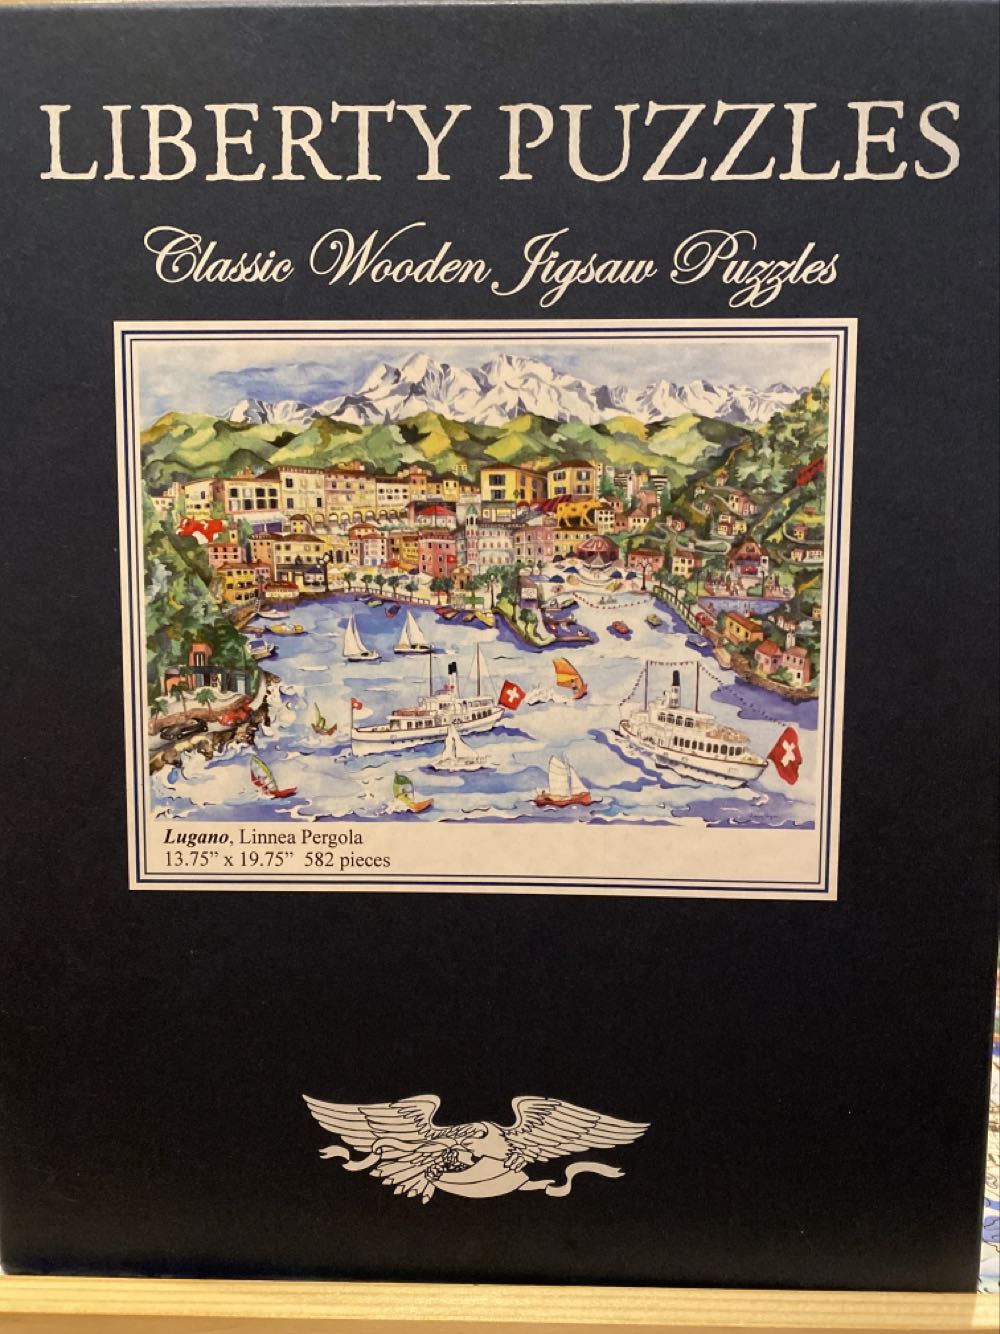 LIBERTY PUZZLES
Classic Wooden Jigsaw Puzzles
Lugano, Linnea Pergola
13.75” x 19.75” 582 pieces